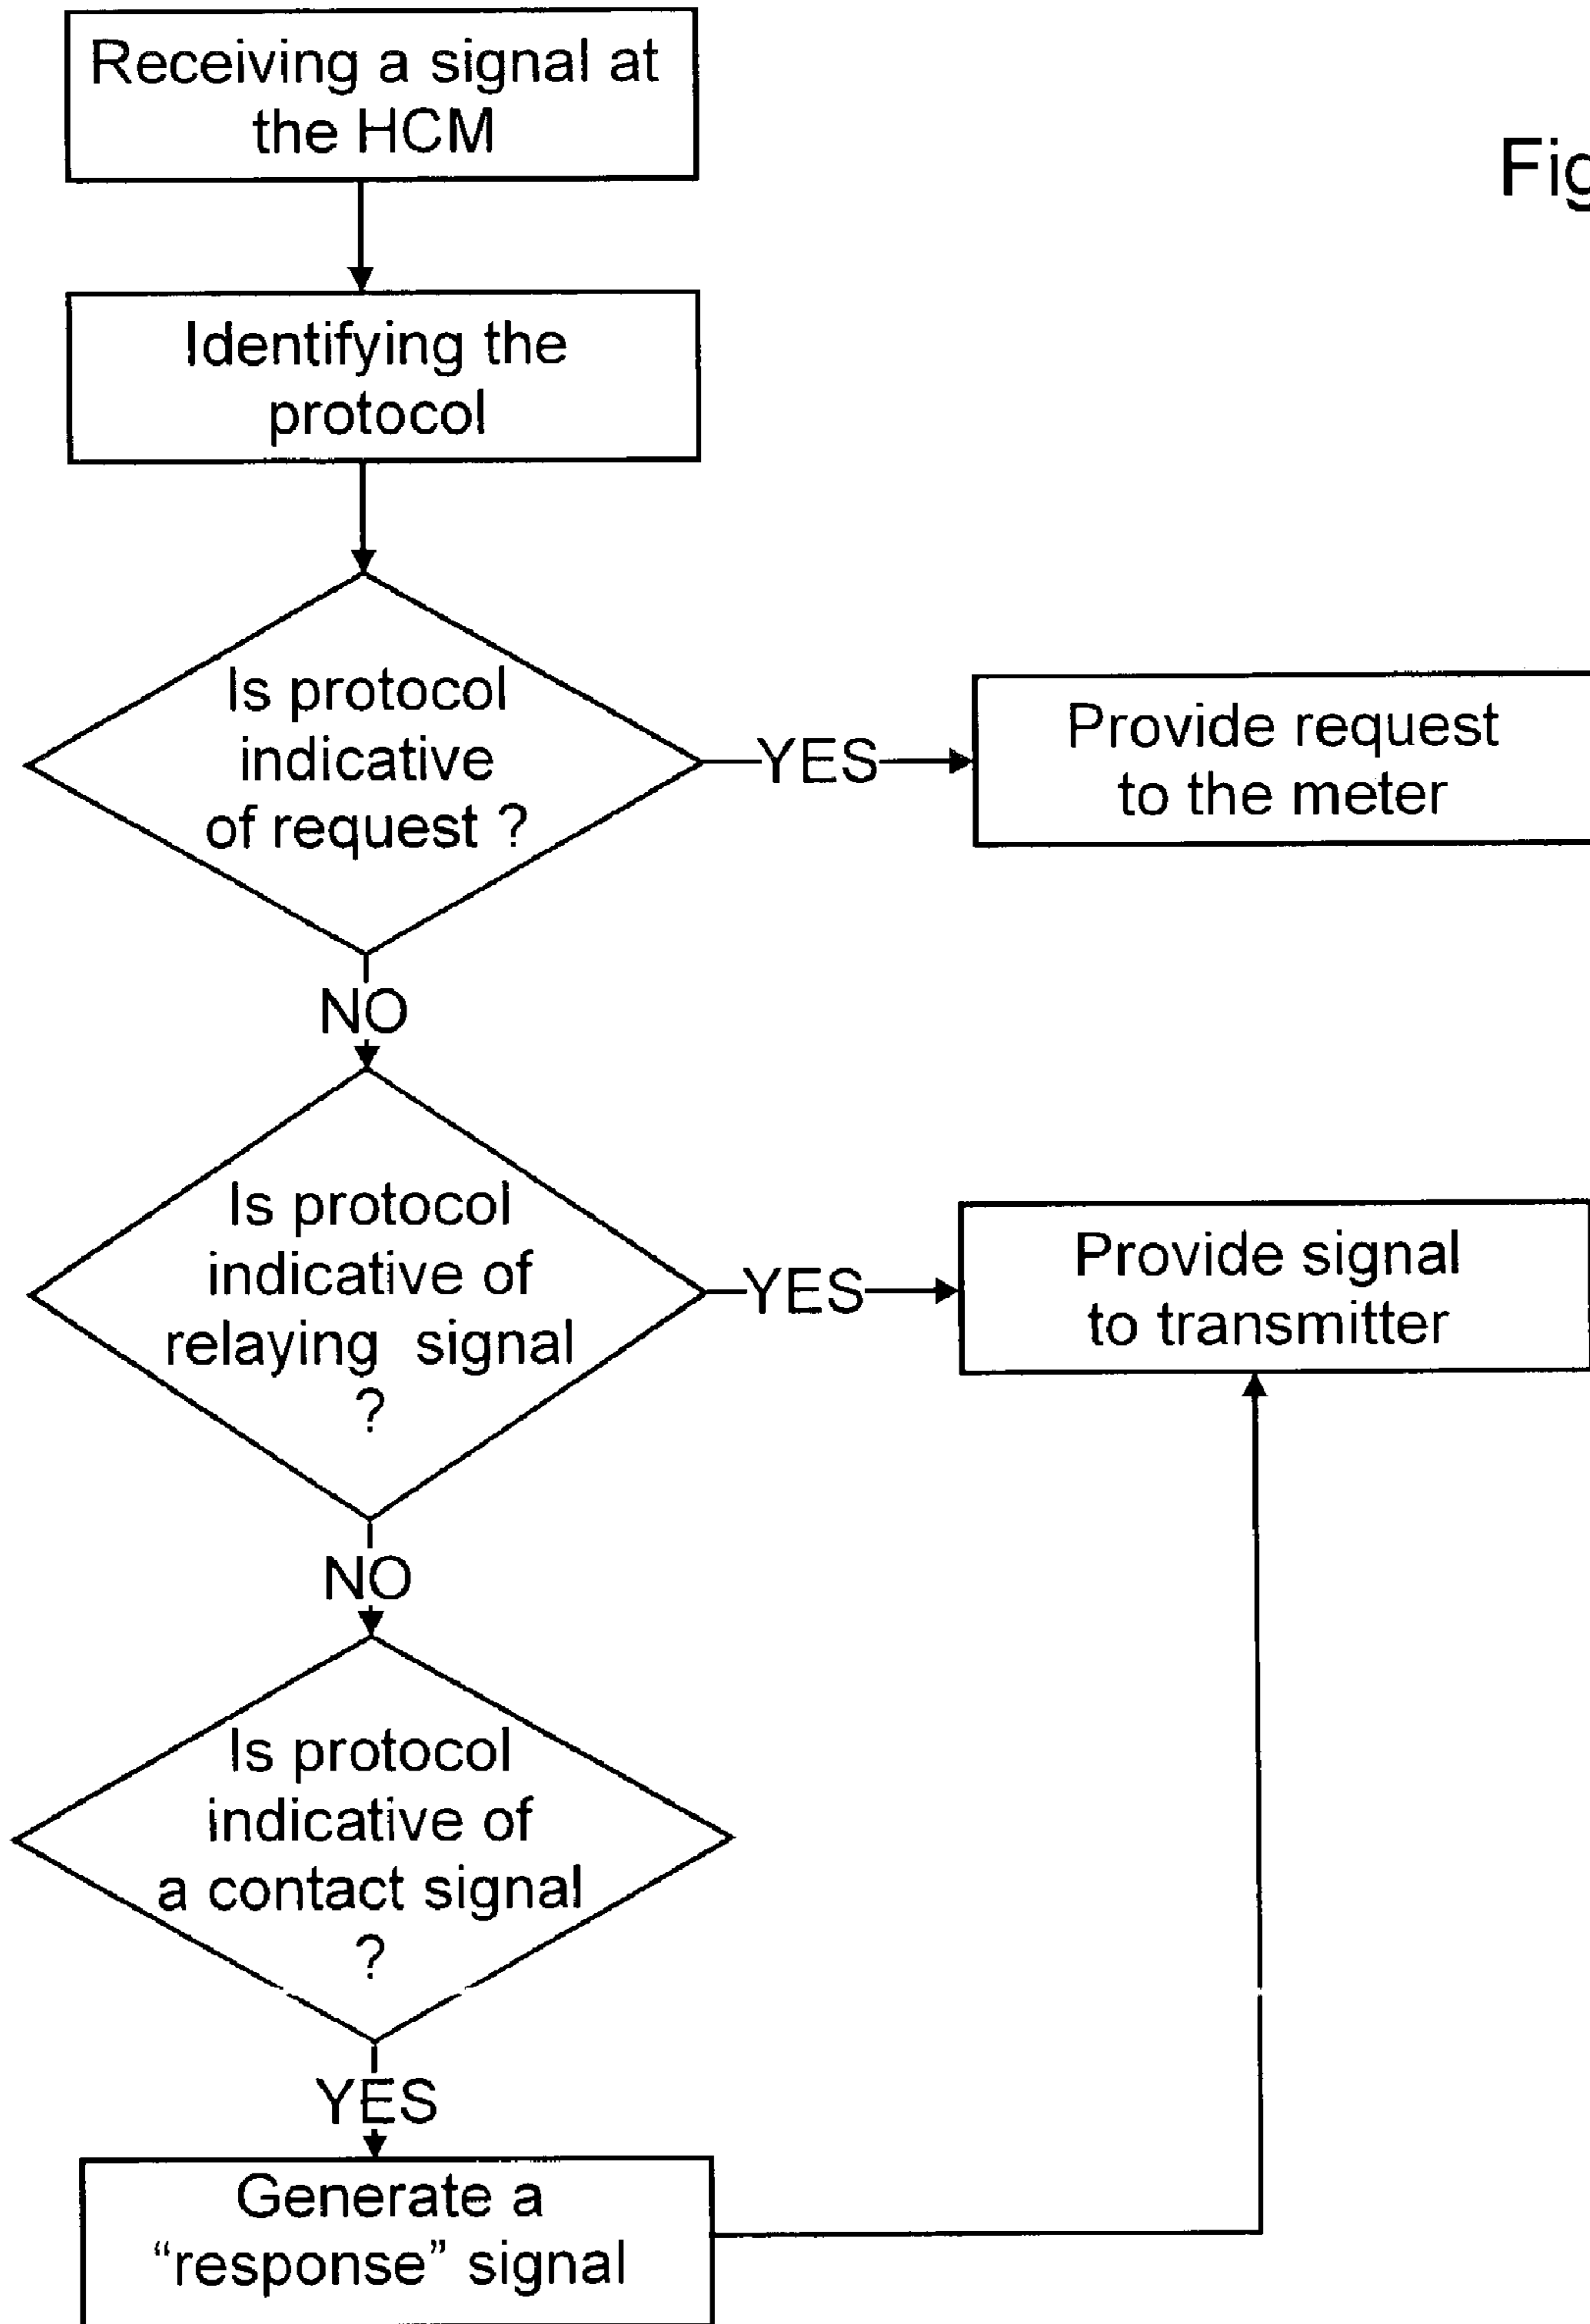 Receiving a signal at
the HCM
Fig
Identifying the
protocol
Is protocol
indicative
of request ?
YES
Provide request
to the meter
NO
Is protocol
indicative of
relaying signal
?
YES
Provide signal
to transmitter
NO
Is protocol
indicative of
a contact signal
?
YES
Generate a
“response” signal